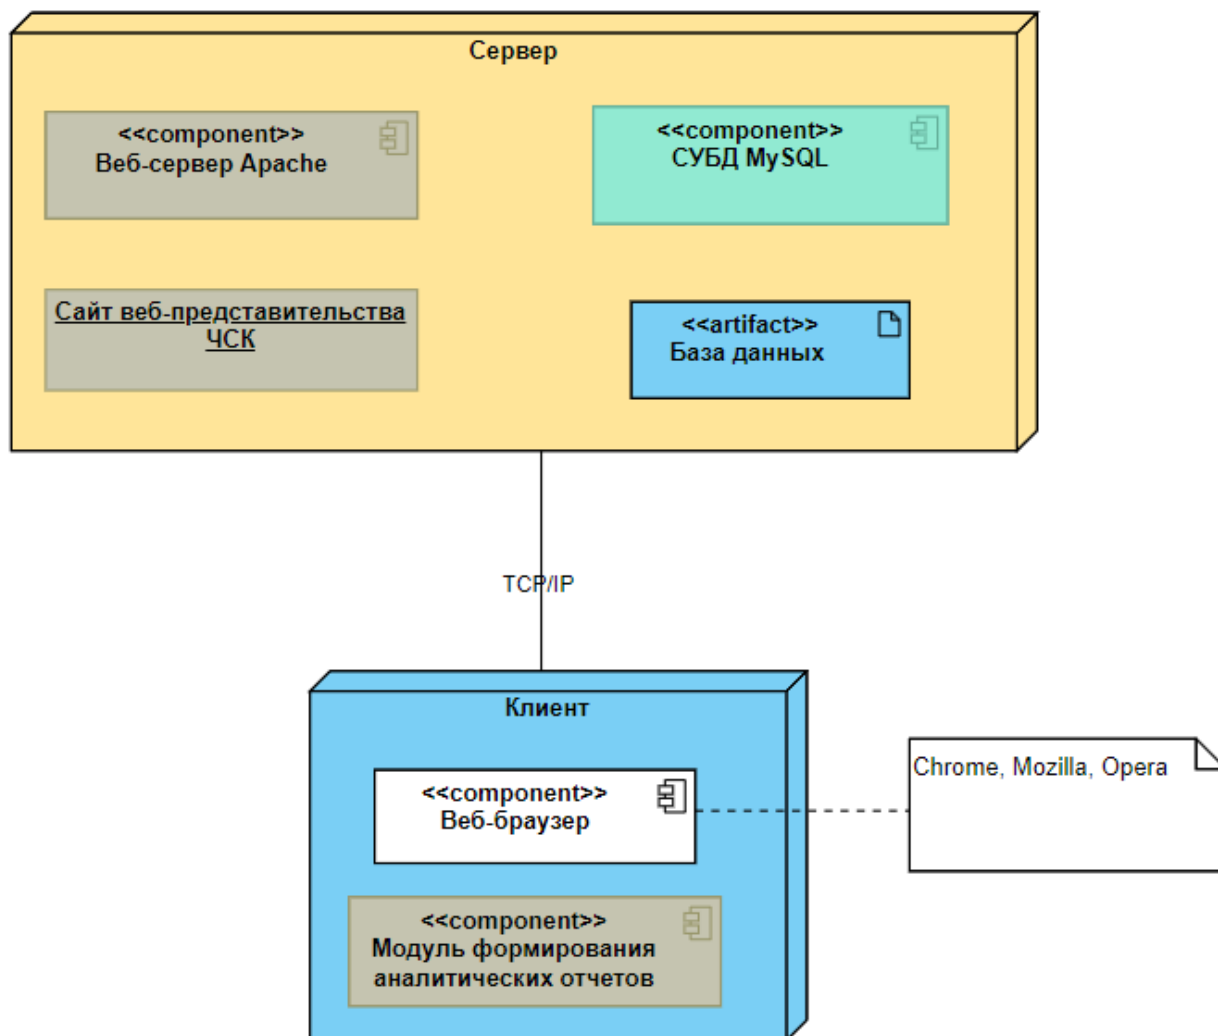 Сервер
<<component>>
Веб-сервер Apache
<<component>>
СУБД MySQL
Сайт веб-представительства
ЧСК
<<artifact>>
База данных
TCP/IP
Клиент
<<component>>
Веб-браузер
Chrome, Mozilla, Opera
<<component>>
Модуль формирования
аналитических отчетов